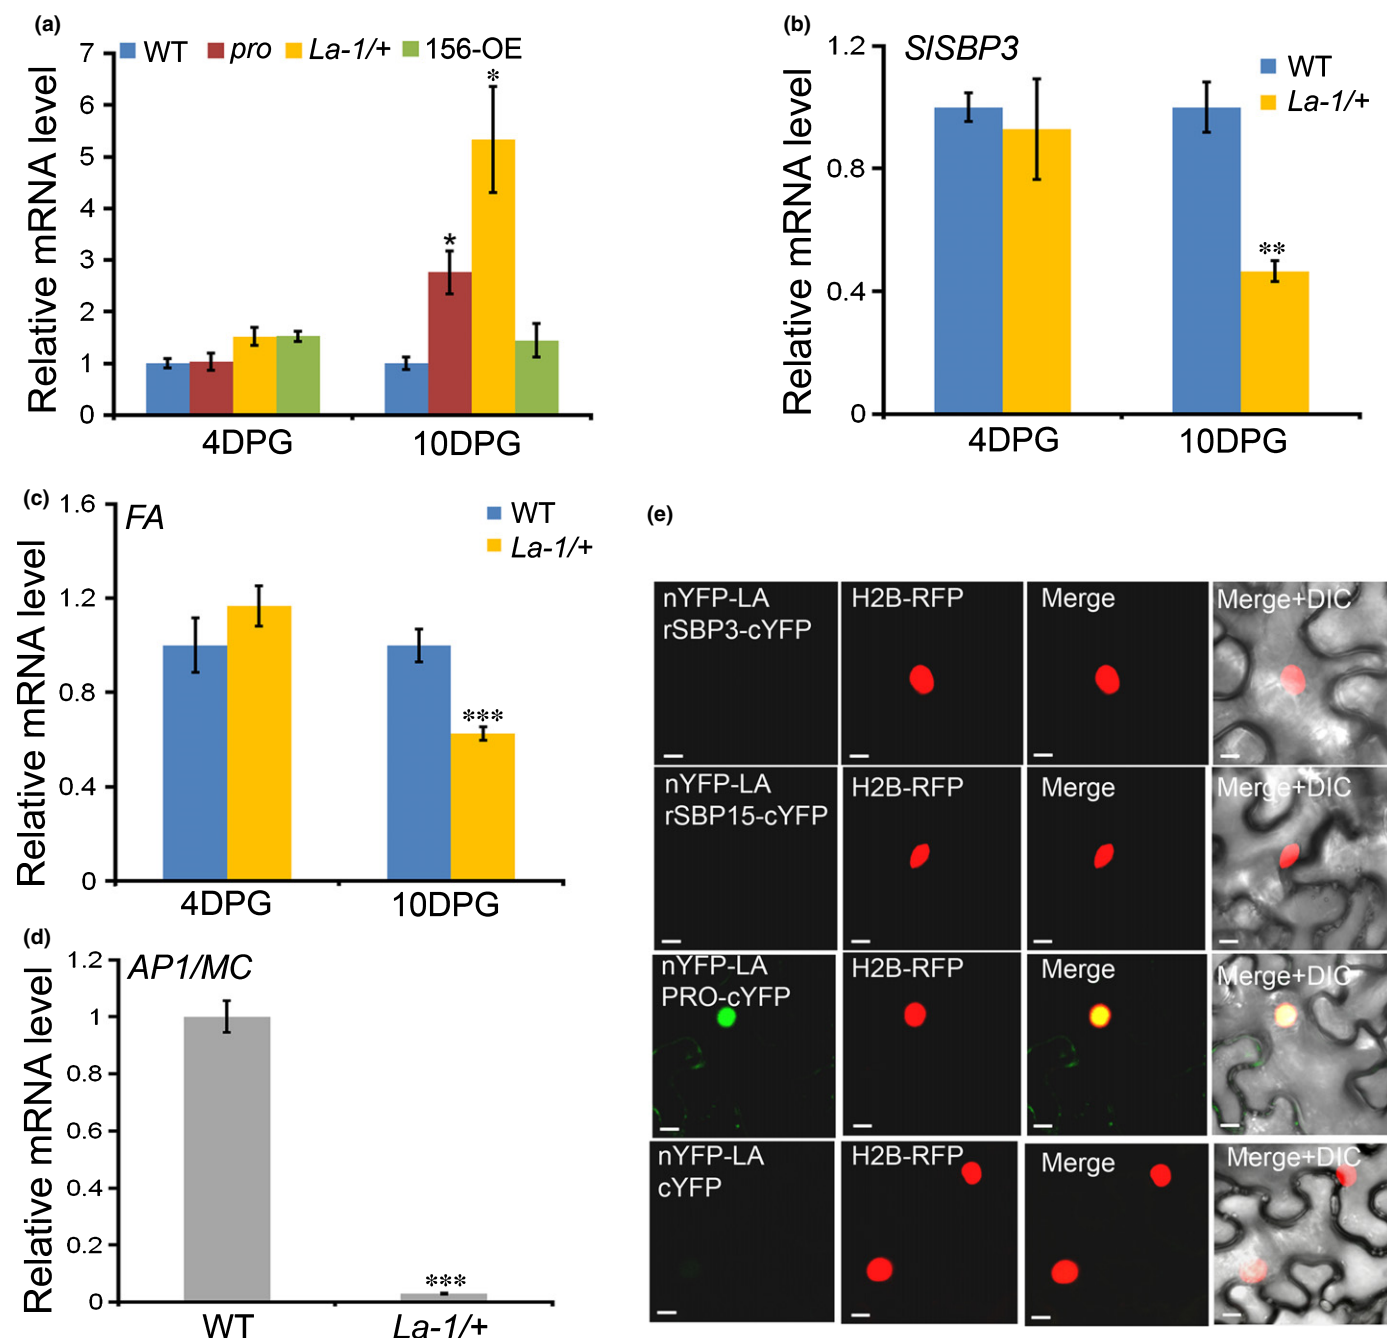 (a)
WT pro La-1/+ 156-OE
Relative mRNA level
7
6
5
4
3
2
1
0
*
*
4DPG 10DPG
(b)
SlSBP3
WT
La-1/+
Relative mRNA level
1.2
0.8
0.4
0
**
4DPG 10DPG
(c)
FA
WT
La-1/+
Relative mRNA level
1.6
1.2
0.8
0.4
0
***
4DPG 10DPG
(d)
AP1/MC
Relative mRNA level
1.2
1
0.8
0.6
0.4
0.2
0
***
WT La-1/+
(e)
nYFP-LA
rSBP3-cYFP
H2B-RFP
Merge
Merge+DIC
nYFP-LA
rSBP15-cYFP
H2B-RFP
Merge
Merge+DIC
nYFP-LA
PRO-cYFP
H2B-RFP
Merge
Merge+DIC
nYFP-LA
cYFP
H2B-RFP
Merge
Merge+DIC